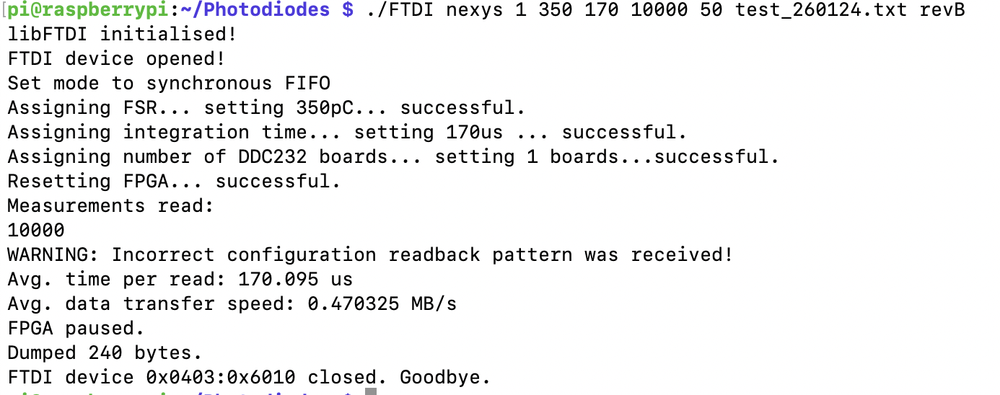 [pi@raspberrypi:~/Photodiodes $ ./FTDI nexys 1 350 170 10000 50 test_260124.txt revB
libFTDI initialised!
FTDI device opened!
Set mode to synchronous FIFO
Assigning FSR... setting 350pC... successful.
Assigning integration time... setting 170us ... successful.
Assigning number of DDC232 boards... setting 1 boards...successful.
Resetting FPGA... successful.
Measurements read:
10000
WARNING: Incorrect configuration readback pattern was received!
Avg. time per read: 170.095 us
Avg. data transfer speed: 0.470325 MB/s
FPGA paused.
Dumped 240 bytes.
FTDI device 0x0403:0x6010 closed. Goodbye.
pi@raspberrypi:~/Photodiodes $